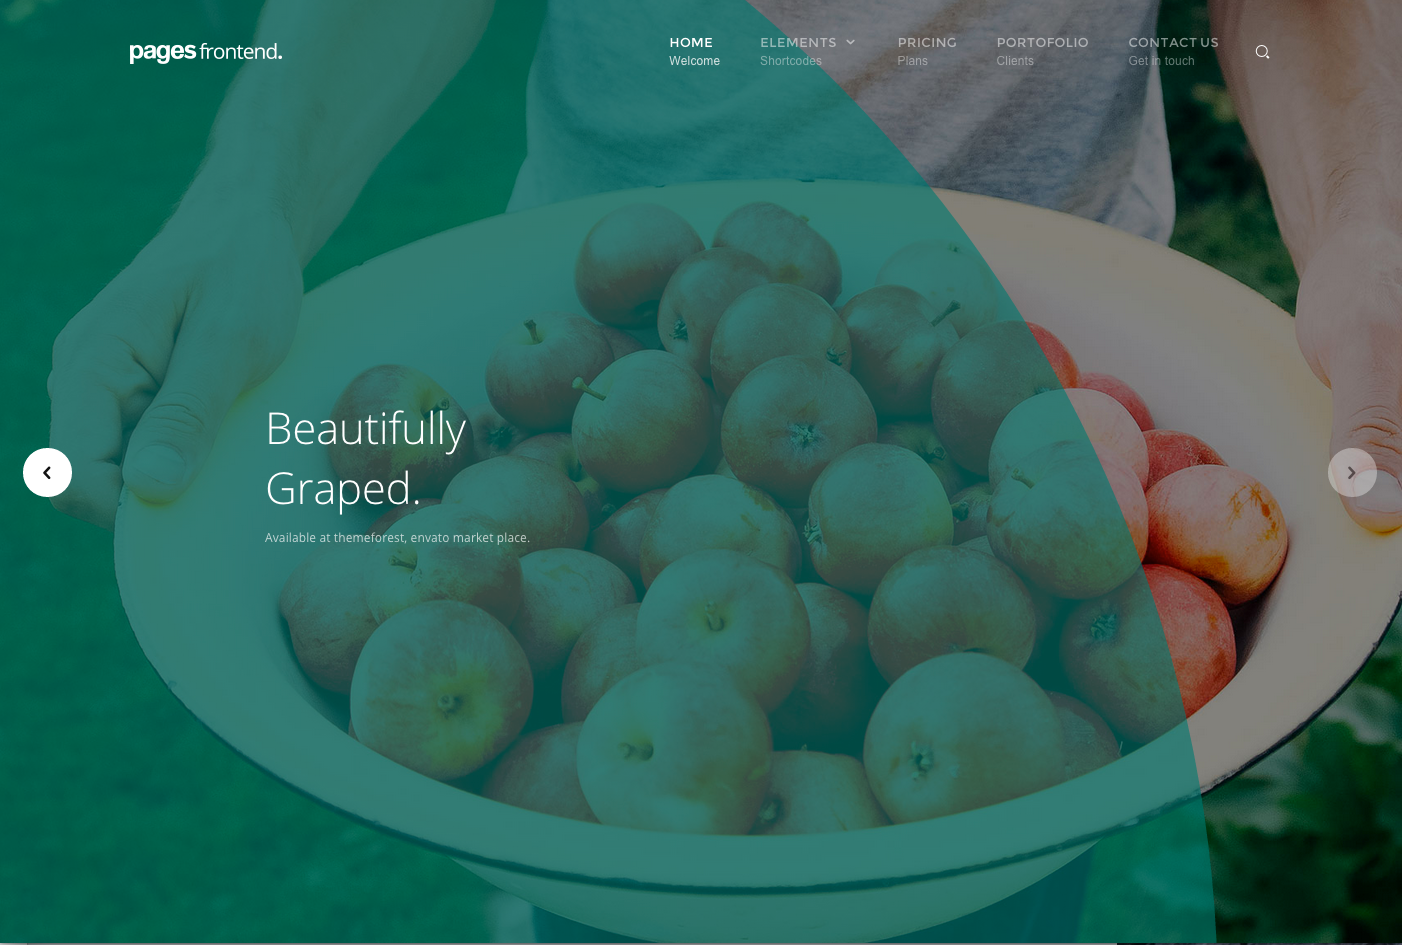 pages frontend.
HOME ELEMENTS PRICING PORTOFOLIO CONTACT US
Welcome Shortcodes Plans Clients Get in touch
Beautifully
Graped.
Available at themeforest, envato market place.